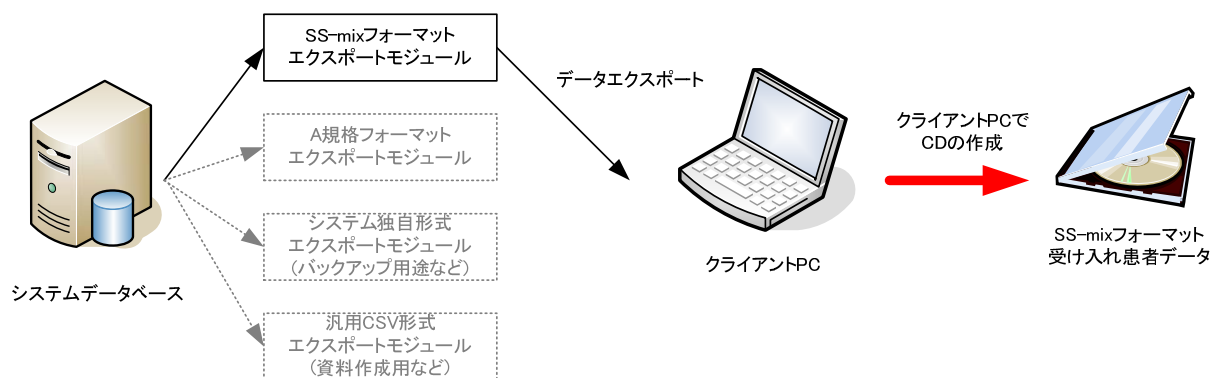 SS-mixフォーマット
エクスポートモジュール
データエクスポート
A規格フォーマット
エクスポートモジュール
システム独自形式
エクスポートモジュール
(バックアップ用途など)
汎用CSV形式
エクスポートモジュール
(資料作成用など)
システムデータベース
クライアントPC
クライアントPCで
CDの作成
SS-mixフォーマット
受け入れ患者データ